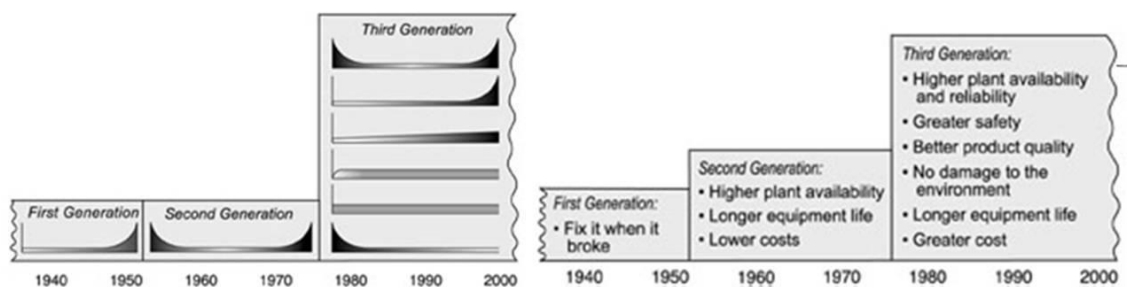 Third Generation
First Generation
Second Generation
1940 1950 1960 1970 1980 1990 2000
First Generation:
• Fix it when it
broke
Second Generation:
• Higher plant availability
• Longer equipment life
• Lower costs
Third Generation:
• Higher plant availability
and reliability
• Greater safety
• Better product quality
• No damage to the
environment
• Longer equipment life
• Greater cost
1940 1950 1960 1970 1980 1990 2000